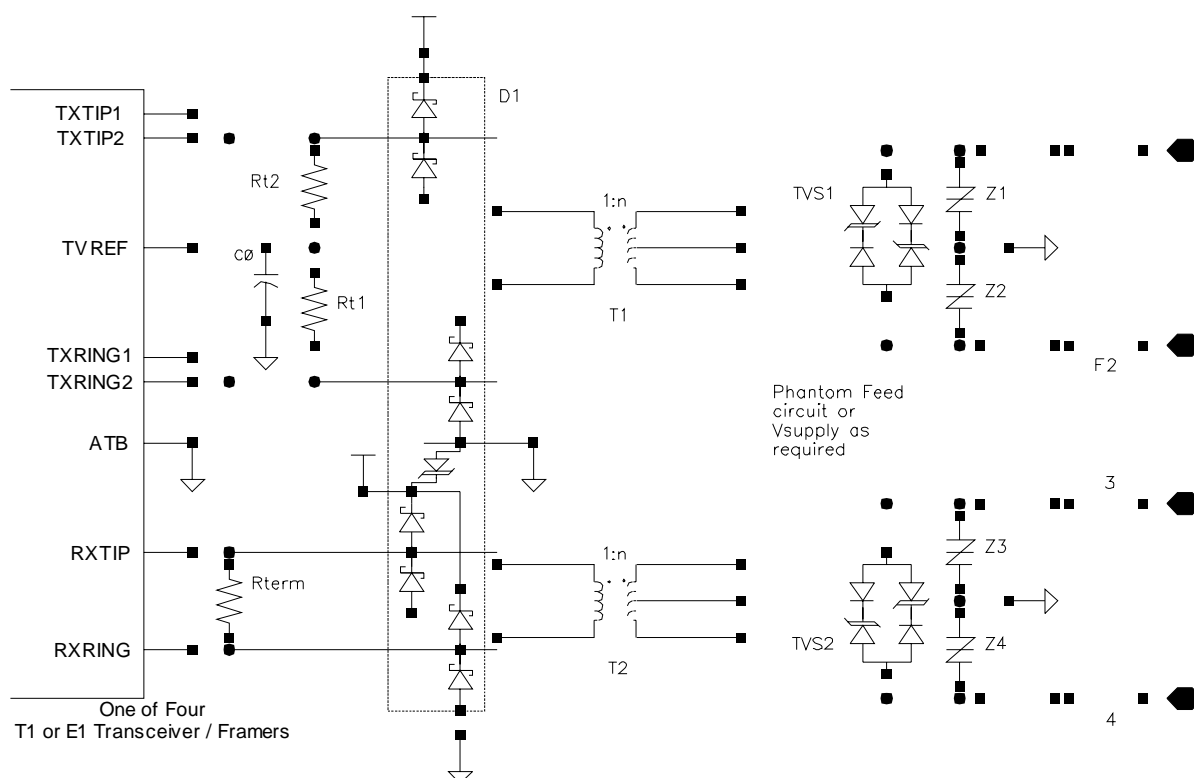 D1
TXTIP1
TXTIP2
Rt2
TVS1
Z1
1:n
TVREF
CØ
Rt1
Z2
T1
TXRING1
TXRING2
F2
Phantom Feed
circuit or
Vsupply as
required
ATB
3
RXTIP
1:n
Z3
Rterm
RXRING
TVS2
Z4
T2
One of Four
T1 or E1 Transceiver / Framers
4